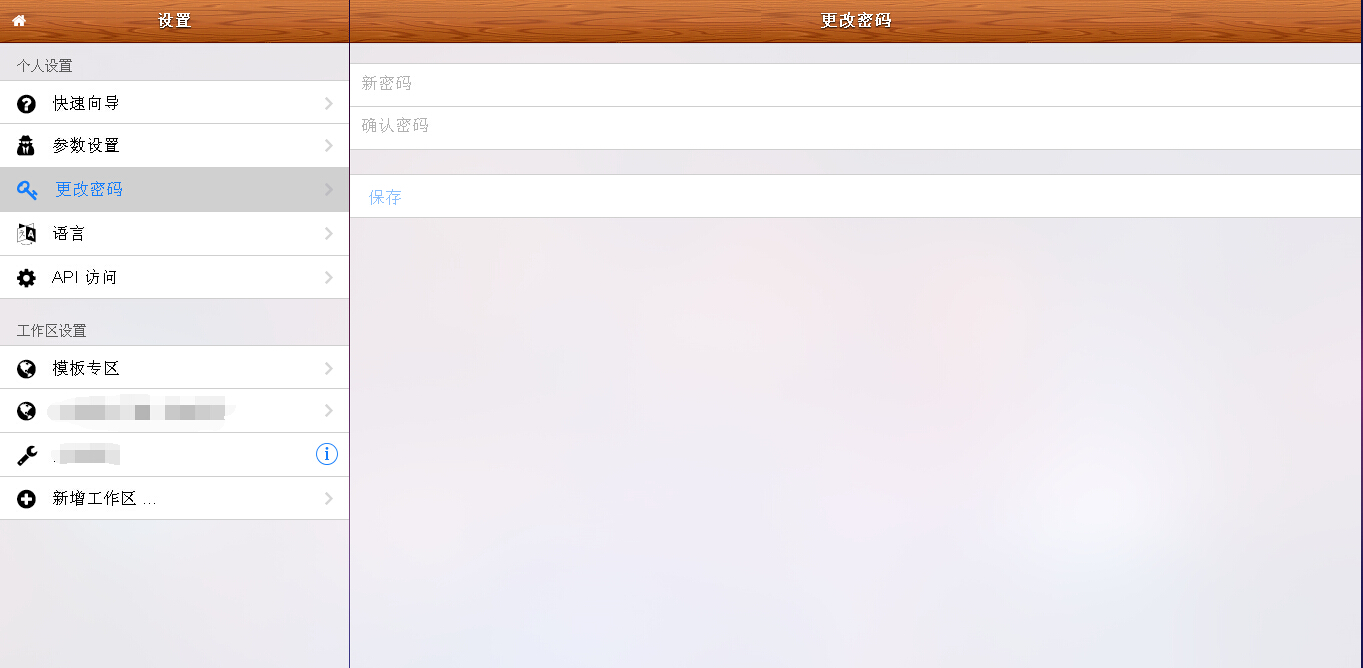 设置
个人设置
快速向导
参数设置
更改密码
语言
API 访问
工作区设置
模板专区
新增工作区 ...
更改密码
新密码
确认密码
保存